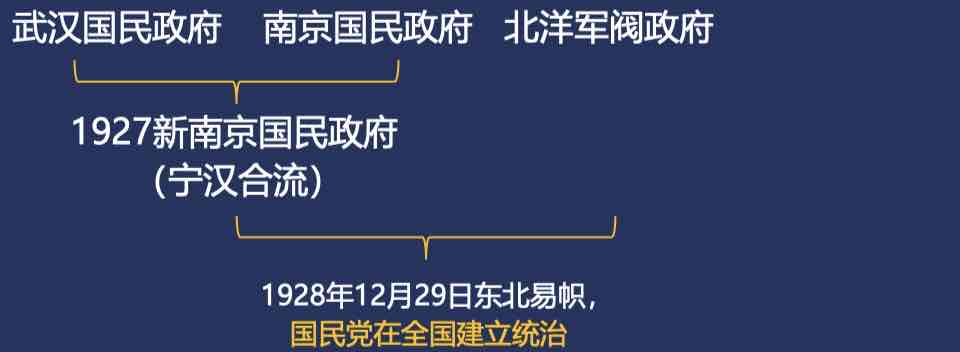 武汉国民政府 南京国民政府 北洋军阀政府
1927新南京国民政府
（宁汉合流）
1928年12月29日东北易帜，
国民党在全国建立统治